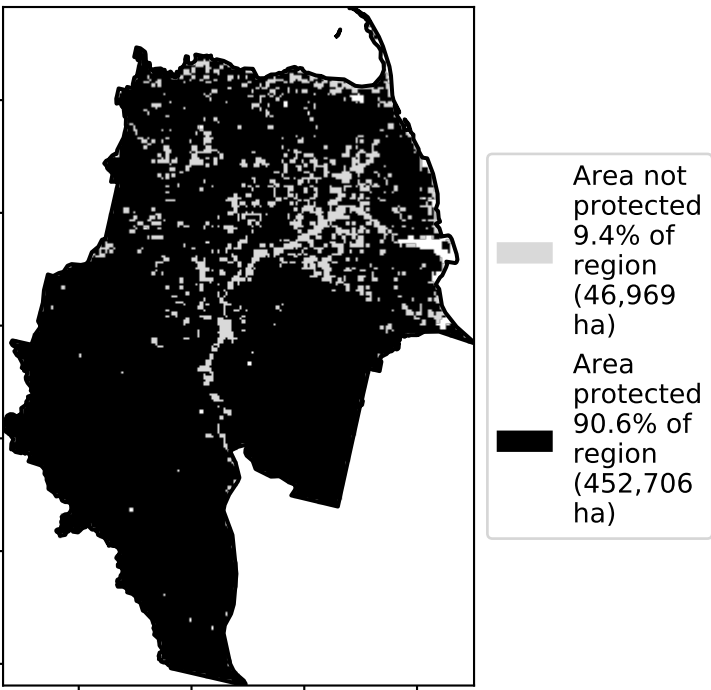 Area not
protected
9.4% of
region
(46,969
ha)
Area
protected
90.6% of
region
(452,706
ha)